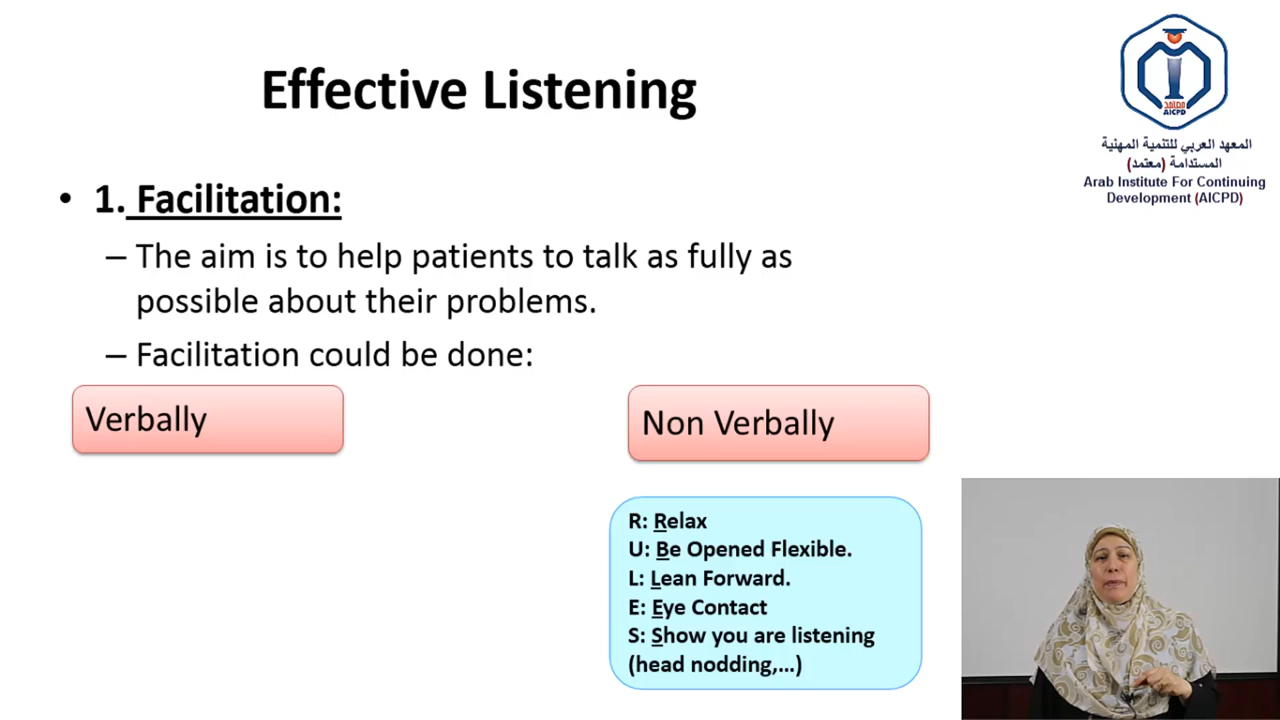 Effective Listening
معتمد
AICPD
المعهد العربي للتنمية المهنية
المستدامة (معتمد)
Arab Institute For Continuing
Development (AICPD)
• 1. Facilitation:
– The aim is to help patients to talk as fully as
possible about their problems.
– Facilitation could be done:
Verbally
Non Verbally
R: Relax
U: Be Opened Flexible.
L: Lean Forward.
E: Eye Contact
S: Show you are listening
(head nodding,...)